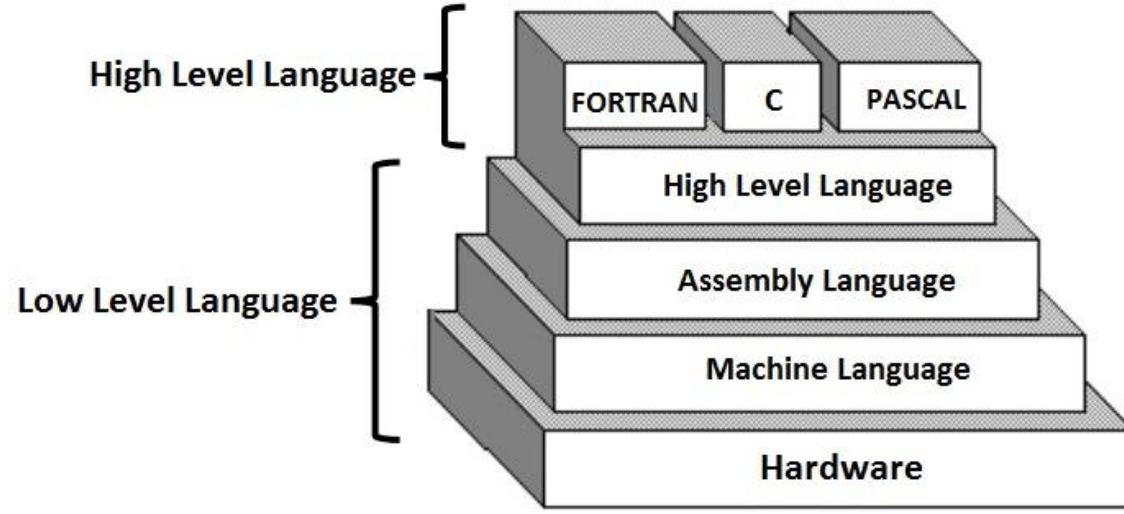 High Level Language
FORTRAN C PASCAL
High Level Language
Assembly Language
Low Level Language
Machine Language
Hardware